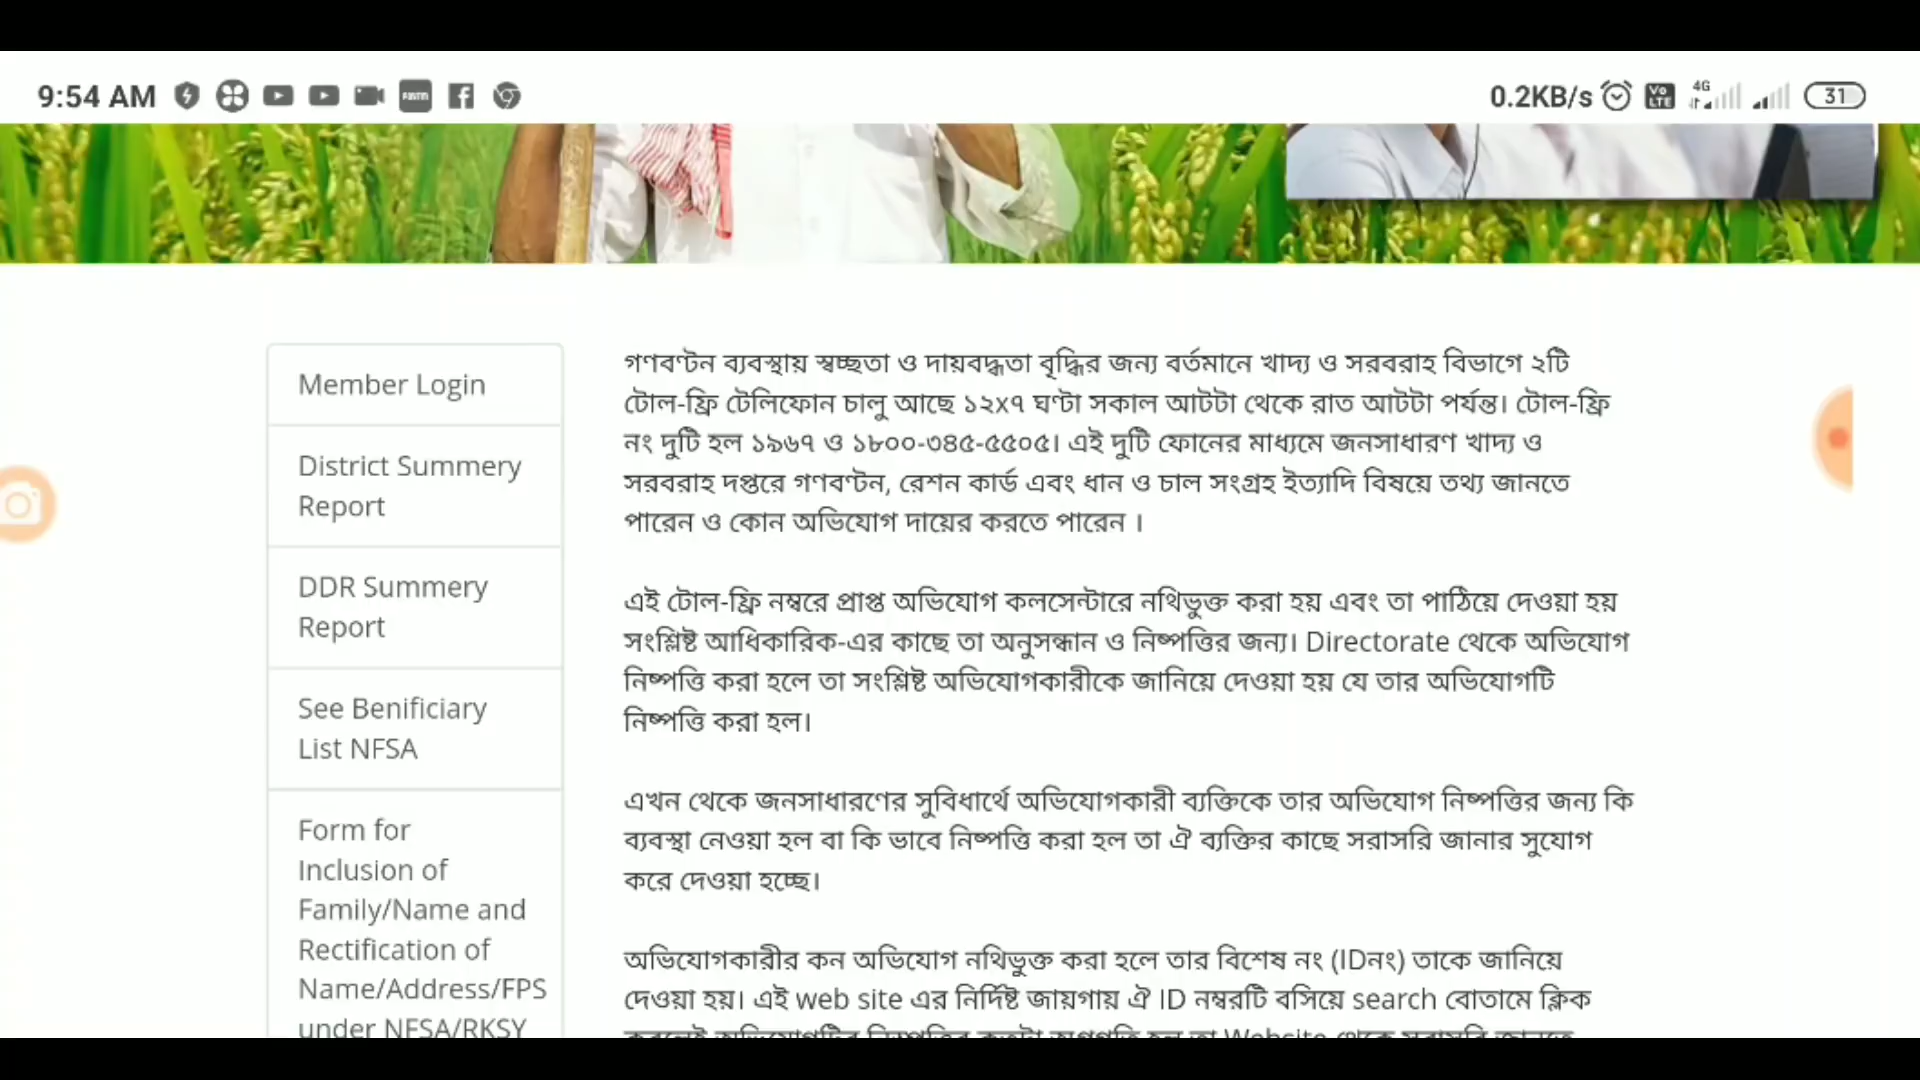 9:54 AM
0.2KB/s
Vo LTE
4G
31
Paytm
Member Login
District Summery
Report
DDR Summery
Report
See Benificiary
List NFSA
Form for
Inclusion of
Family/Name and
Rectification of
Name/Address/FPS
under NFSA/RKSY
গণবণ্টন ব্যবস্থায় স্বচ্ছতা ও দায়বদ্ধতা বৃদ্ধির জন্য বর্তমানে খাদ্য ও সরবরাহ বিভাগে ২টি
টোল-ফ্রি টেলিফোন চালু আছে ১২x৭ ঘণ্টা সকাল আটটা থেকে রাত আটটা পর্যন্ত। টোল-ফ্রি
নং দুটি হল ১৯৬৭ ও ১৮০০-৩৪৫-৫৫০৫। এই দুটি ফোনের মাধ্যমে জনসাধারণ খাদ্য ও
সরবরাহ দপ্তরে গণবণ্টন, রেশন কার্ড এবং ধান ও চাল সংগ্রহ ইত্যাদি বিষয়ে তথ্য জানতে
পারেন ও কোন অভিযোগ দায়ের করতে পারেন ।
এই টোল-ফ্রি নম্বরে প্রাপ্ত অভিযোগ কলসেন্টারে নথিভুক্ত করা হয় এবং তা পাঠিয়ে দেওয়া হয়
সংশ্লিষ্ট আধিকারিক-এর কাছে তা অনুসন্ধান ও নিষ্পত্তির জন্য। Directorate থেকে অভিযোগ
নিষ্পত্তি করা হলে তা সংশ্লিষ্ট অভিযোগকারীকে জানিয়ে দেওয়া হয় যে তার অভিযোগটি
নিষ্পত্তি করা হল।
এখন থেকে জনসাধারণের সুবিধার্থে অভিযোগকারী ব্যক্তিকে তার অভিযোগ নিষ্পত্তির জন্য কি
ব্যবস্থা নেওয়া হল বা কি ভাবে নিষ্পত্তি করা হল তা ঐ ব্যক্তির কাছে সরাসরি জানার সুযোগ
করে দেওয়া হচ্ছে।
অভিযোগকারীর কন অভিযোগ নথিভুক্ত করা হলে তার বিশেষ নং (IDনং) তাকে জানিয়ে
দেওয়া হয়। এই web site এর নির্দিষ্ট জায়গায় ঐ ID নম্বরটি বসিয়ে search বোতামে ক্লিক